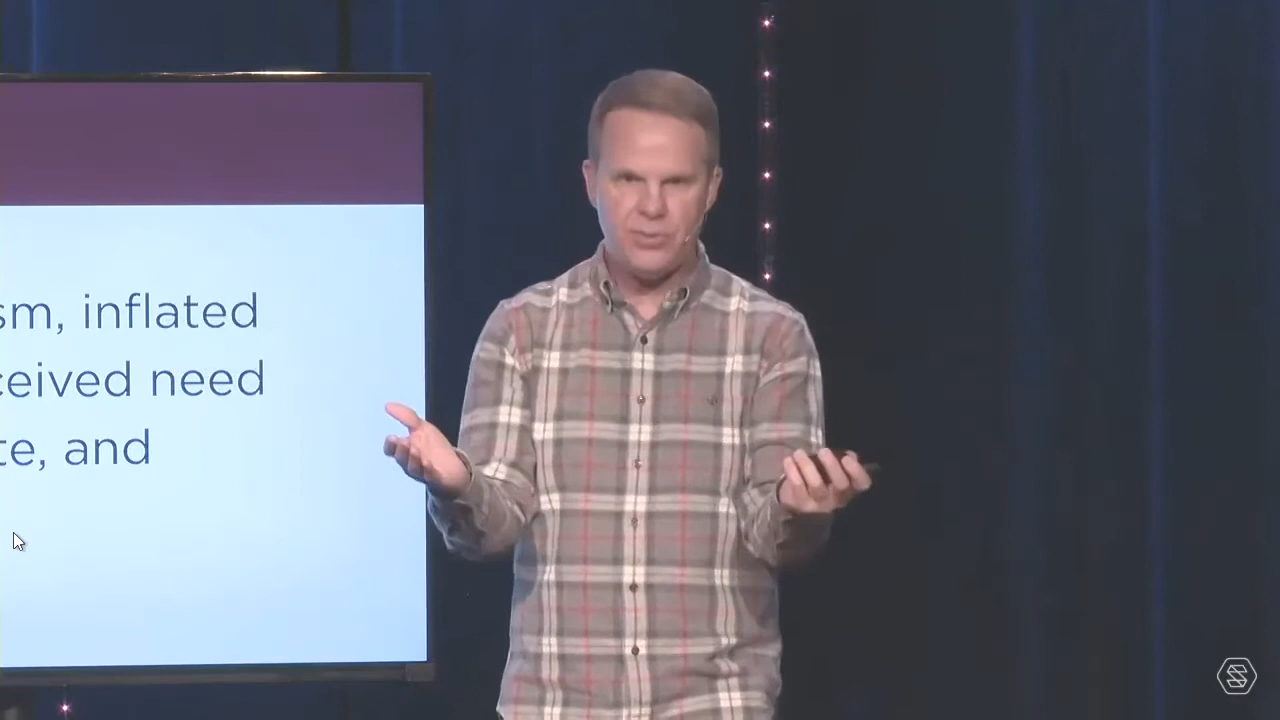 sm, inflated
ceived need
te, and